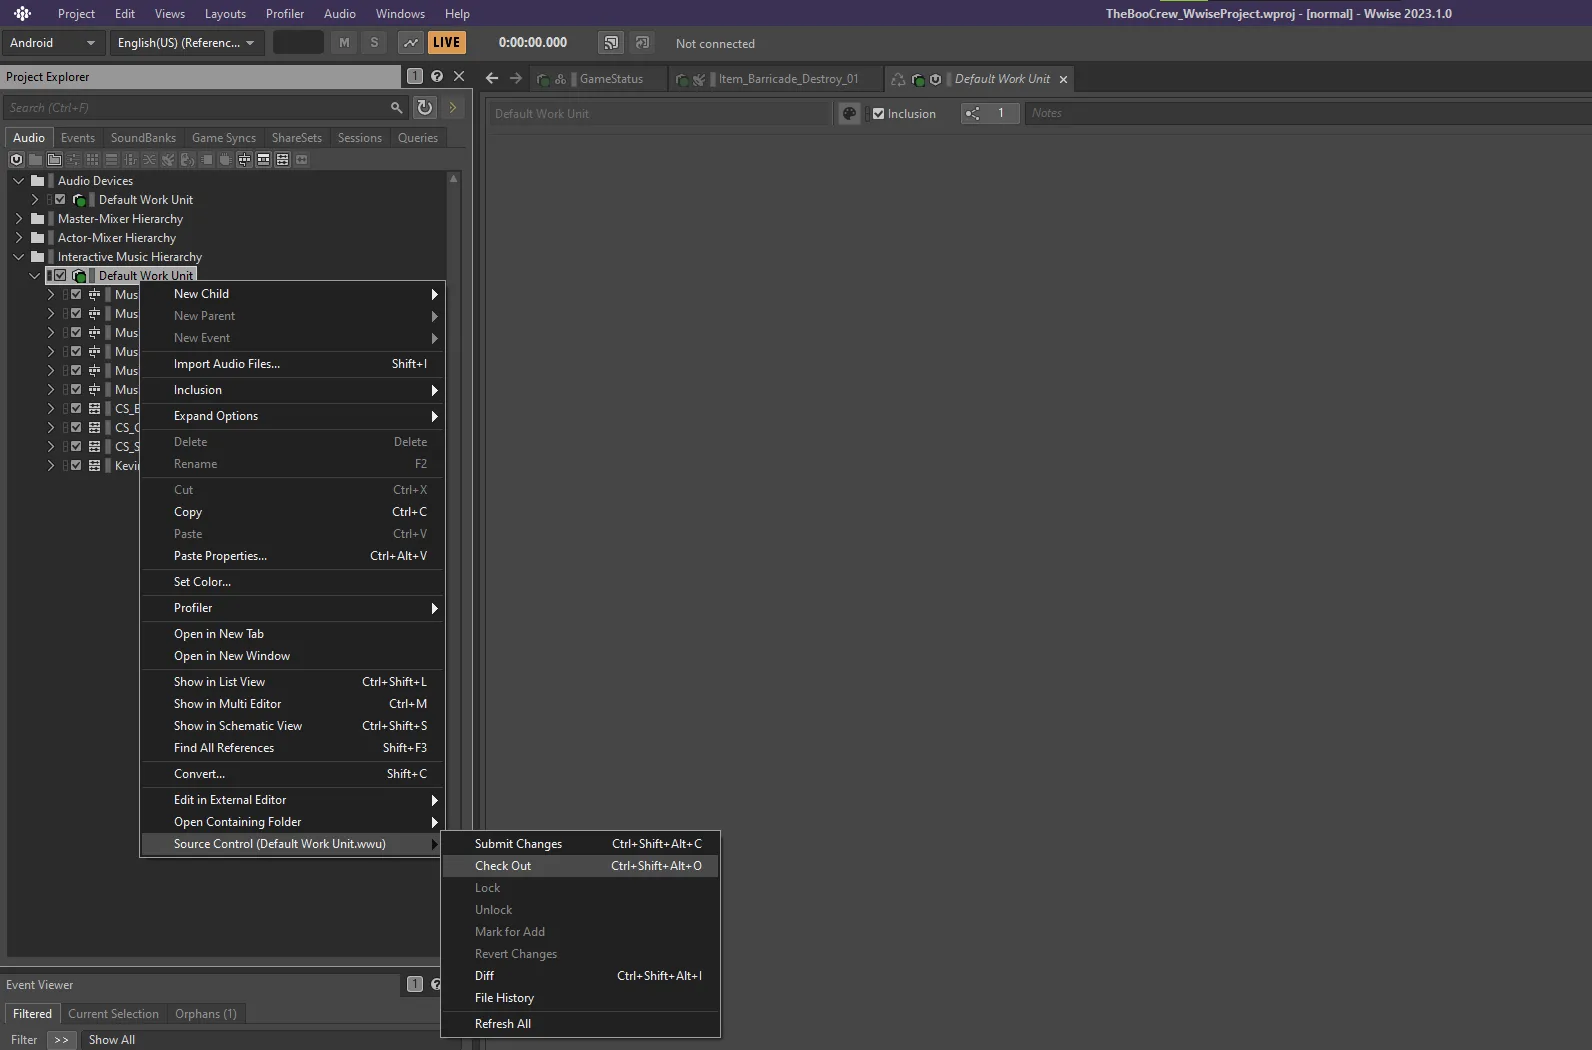 Project Edit Views Layouts Profiler Audio Windows Help TheBooCrew_WwiseProject.wproj - [normal] - Wwise 2023.1.0
Android English(US) (Referenc... M S LIVE 0:00:00.000 Not connected
Project Explorer 1
GameStatus Item_Barricade_Destroy_01 Default Work Unit
Search (Ctrl+F)
Default Work Unit Inclusion 1 Notes
Audio Events SoundBanks Game Syncs ShareSets Sessions Queries
Audio Devices
Default Work Unit
Master-Mixer Hierarchy
Actor-Mixer Hierarchy
Interactive Music Hierarchy
Default Work Unit
Mus
Mus
Mus
Mus
Mus
Mus
CS_E
CS_C
CS_S
Kevin
New Child
New Parent
New Event
Import Audio Files... Shift+I
Inclusion
Expand Options
Delete Delete
Rename F2
Cut Ctrl+X
Copy Ctrl+C
Paste Ctrl+V
Paste Properties... Ctrl+Alt+V
Set Color...
Profiler
Open in New Tab
Open in New Window
Show in List View Ctrl+Shift+L
Show in Multi Editor Ctrl+M
Show in Schematic View Ctrl+Shift+S
Find All References Shift+F3
Convert... Shift+C
Edit in External Editor
Open Containing Folder
Source Control (Default Work Unit.wwu)
Submit Changes Ctrl+Shift+Alt+C
Check Out Ctrl+Shift+Alt+O
Lock
Unlock
Mark for Add
Revert Changes
Diff Ctrl+Shift+Alt+I
File History
Refresh All
Event Viewer 1
Filtered Current Selection Orphans (1)
Filter >> Show All